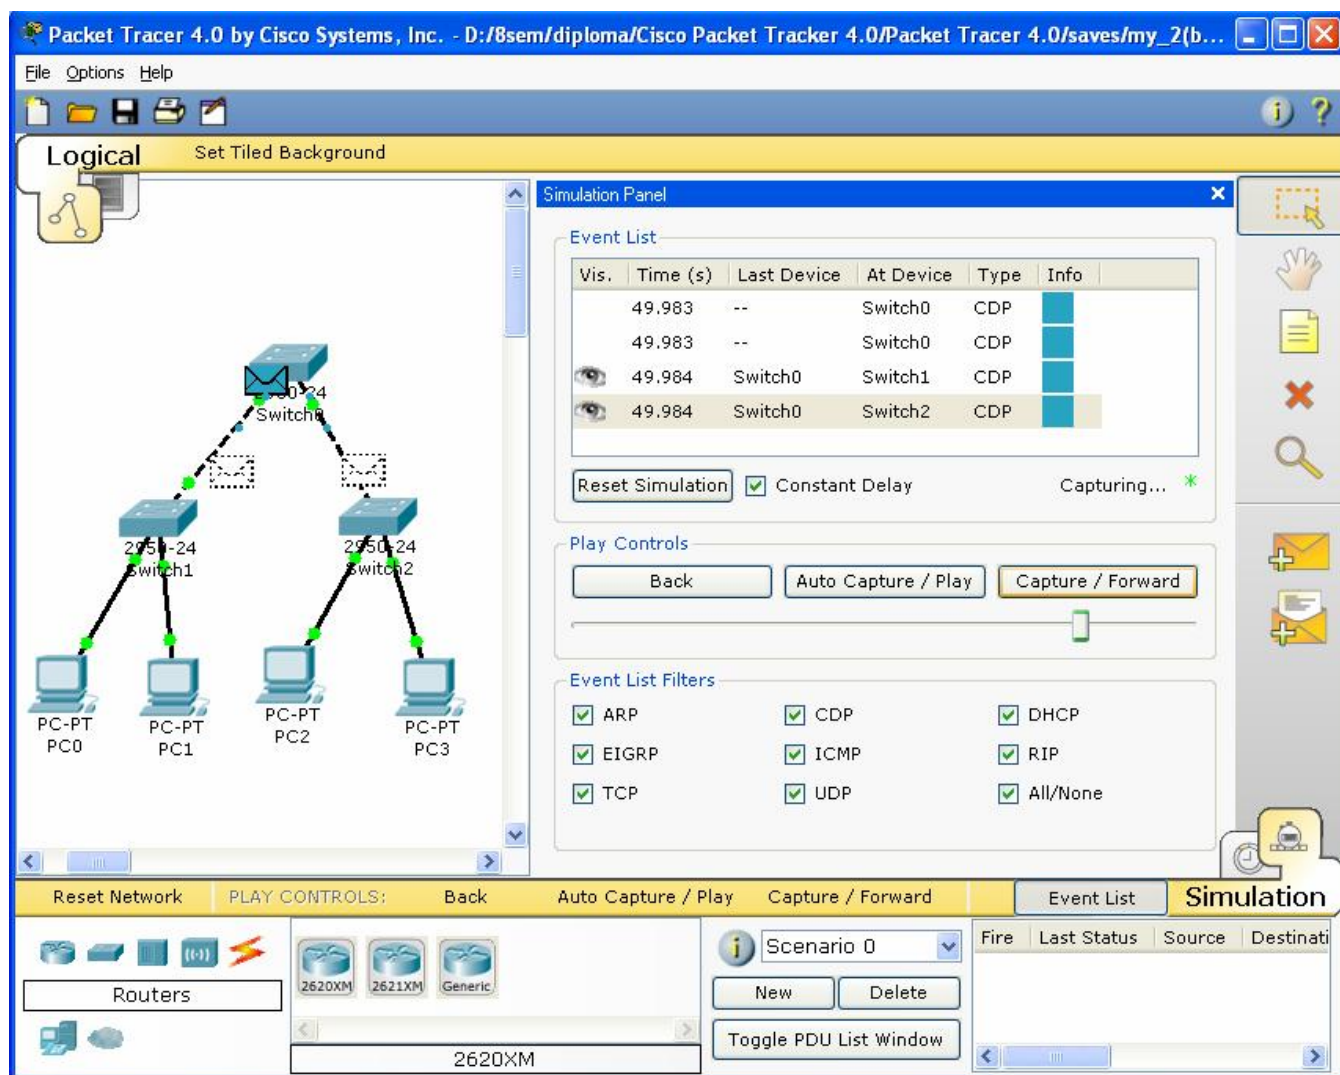 Packet Tracer 4.0 by Cisco Systems, Inc. - D:/8sem/diploma/Cisco Packet Tracker 4.0/Packet Tracer 4.0/saves/my_2(b...
File Options Help
Logical Set Tiled Background
Simulation Panel
Event List
Vis. Time (s) Last Device At Device Type Info
49.983 -- Switch0 CDP
49.983 -- Switch0 CDP
49.984 Switch0 Switch1 CDP
49.984 Switch0 Switch2 CDP
Reset Simulation Constant Delay Capturing... *
Play Controls
Back Auto Capture / Play Capture / Forward
Event List Filters
ARP CDP DHCP
EIGRP ICMP RIP
TCP UDP All/None
2950-24
Switch0
2950-24
Switch1
2950-24
Switch2
PC-PT
PC0
PC-PT
PC1
PC-PT
PC2
PC-PT
PC3
Reset Network PLAY CONTROLS: Back Auto Capture / Play Capture / Forward Event List Simulation
Routers
2620XM 2621XM Generic
2620XM
Scenario 0
New Delete
Toggle PDU List Window
Fire Last Status Source Destinati